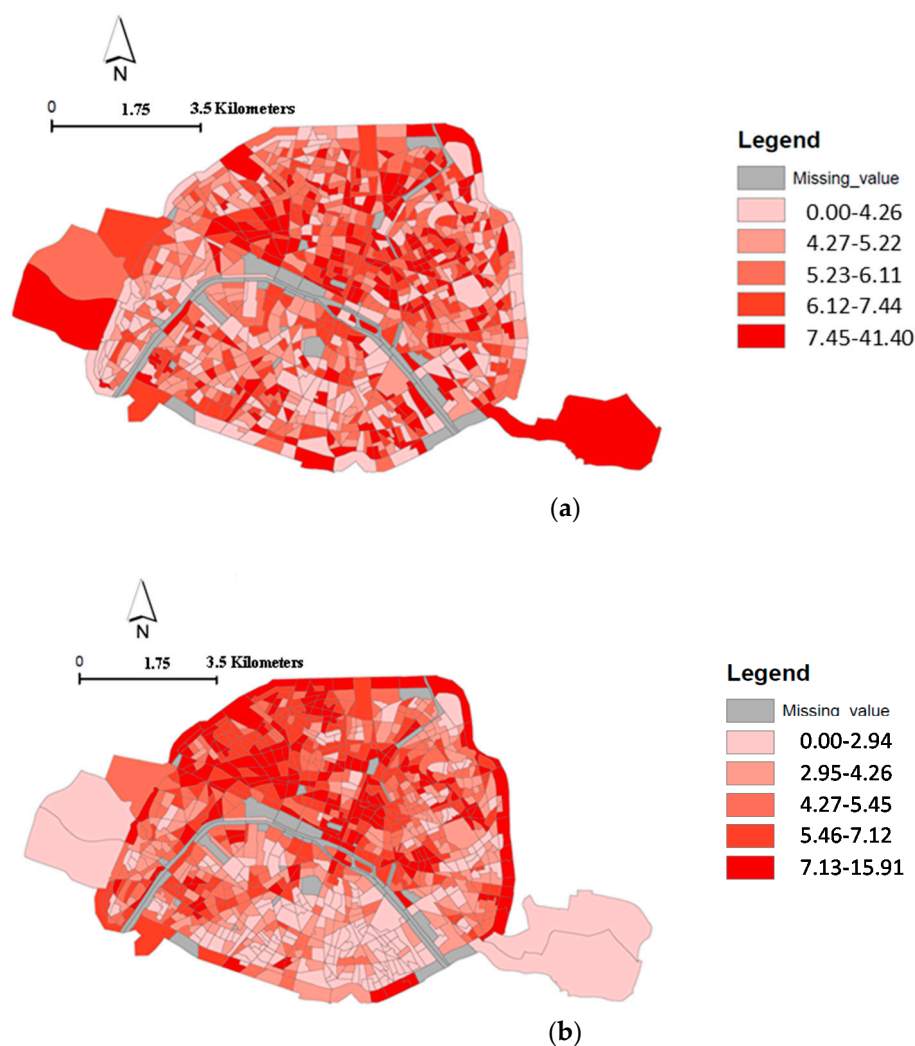 N
0 1.75 3.5 Kilometers
Legend
Missing_value
0.00-4.26
4.27-5.22
5.23-6.11
6.12-7.44
7.45-41.40
(a)
N
0 1.75 3.5 Kilometers
Legend
Missing_value
0.00-2.94
2.95-4.26
4.27-5.45
5.46-7.12
7.13-15.91
(b)